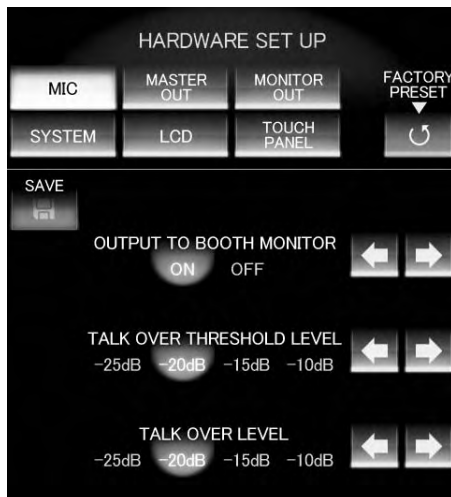 HARDWARE SET UP
MIC
MASTER
OUT
MONITOR
OUT
FACTORY
PRESET
SYSTEM
LCD
TOUCH
PANEL
SAVE
OUTPUT TO BOOTH MONITOR
ON OFF
TALK OVER THRESHOLD LEVEL
-25dB -20dB -15dB -10dB
TALK OVER LEVEL
-25dB -20dB -15dB -10dB